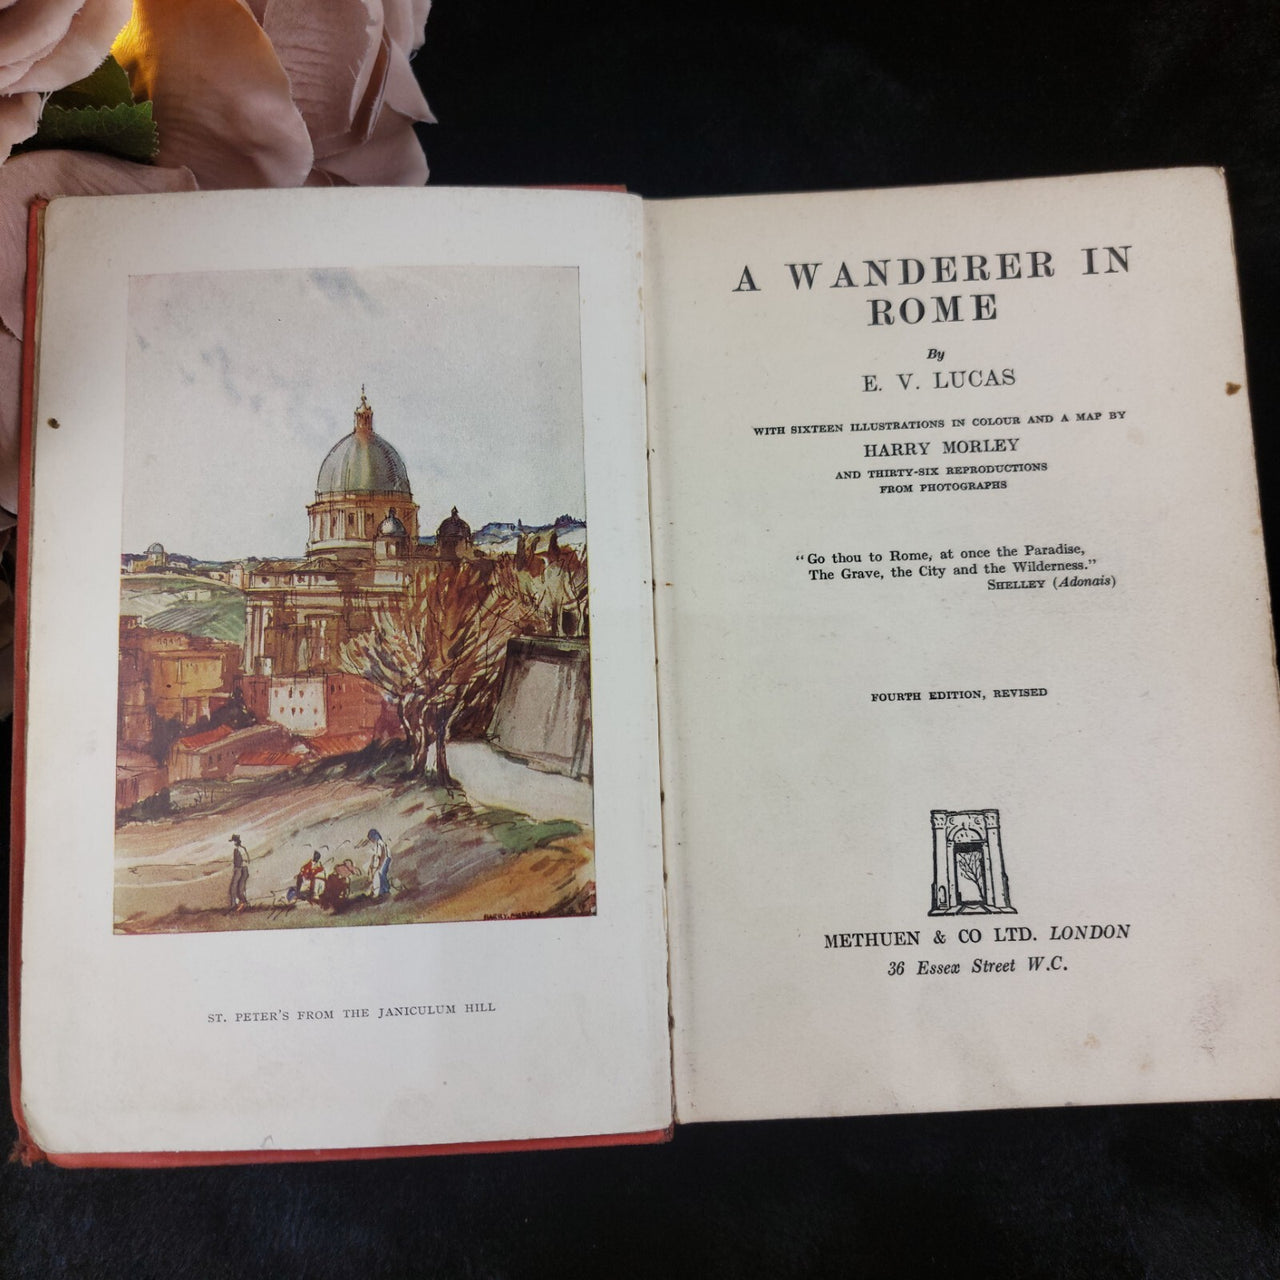 HARRY MORLEY
ST. PETER'S FROM THE JANICULUM HILL
A WANDERER IN
ROME
By
E. V. LUCAS
WITH SIXTEEN ILLUSTRATIONS IN COLOUR AND A MAP BY
HARRY MORLEY
AND THIRTY-SIX REPRODUCTIONS
FROM PHOTOGRAPHS
"Go thou to Rome, at once the Paradise,
The Grave, the City and the Wilderness."
SHELLEY (Adonais)
FOURTH EDITION, REVISED
METHUEN & CO LTD. LONDON
36 Essex Street W.C.